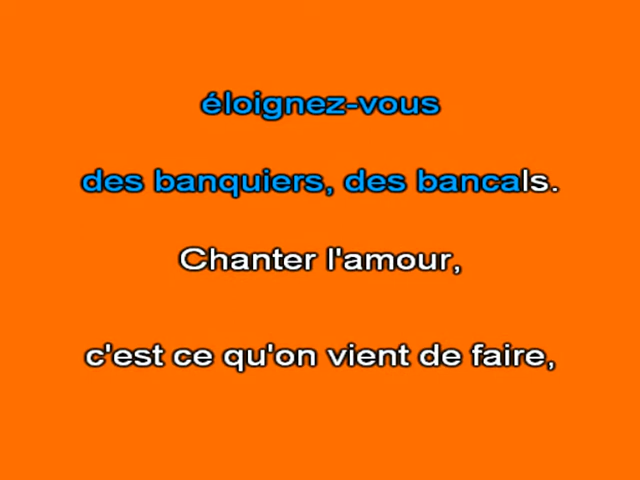 éloignez-vous
des banquiers, des bancals.
Chanter l'amour,
c'est ce qu'on vient de faire,